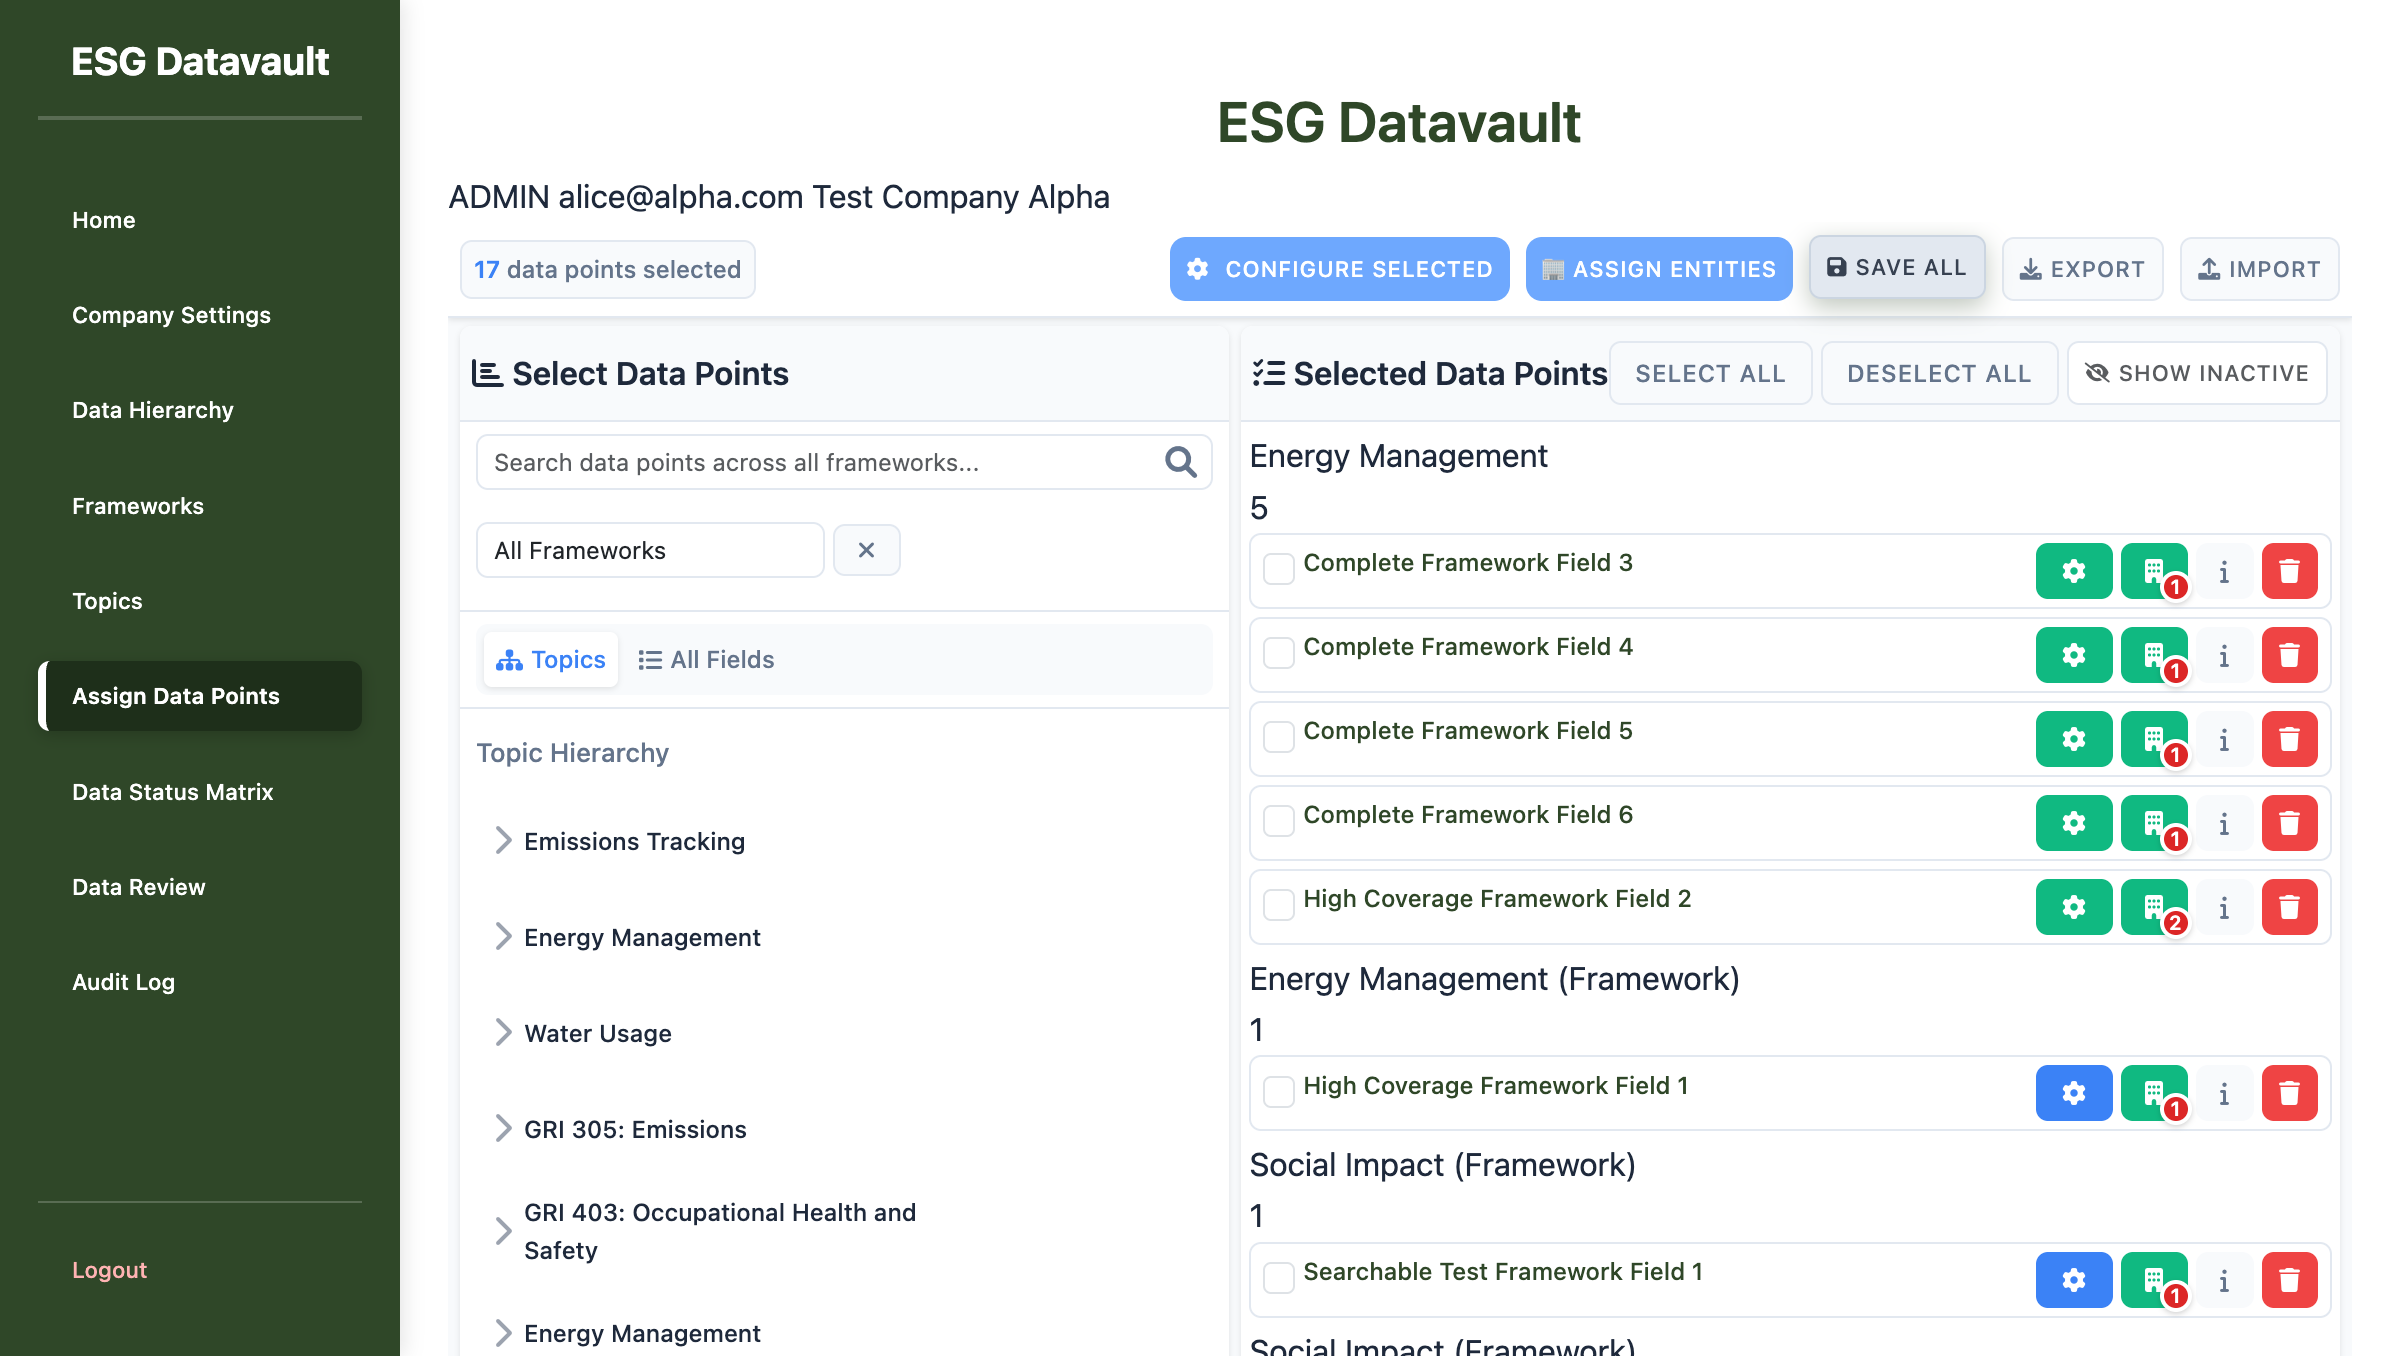 ESG Datavault
Home
Company Settings
Data Hierarchy
Frameworks
Topics
Assign Data Points
Data Status Matrix
Data Review
Audit Log
Logout
ESG Datavault
ADMIN alice@alpha.com Test Company Alpha
17 data points selected
CONFIGURE SELECTED
ASSIGN ENTITIES
SAVE ALL
EXPORT
IMPORT
Select Data Points
Search data points across all frameworks...
All Frameworks
Topics
All Fields
Topic Hierarchy
Emissions Tracking
Energy Management
Water Usage
GRI 305: Emissions
GRI 403: Occupational Health and
Safety
Energy Management
Selected Data Points
SELECT ALL
DESELECT ALL
SHOW INACTIVE
Energy Management
5
Complete Framework Field 3
1
Complete Framework Field 4
1
Complete Framework Field 5
1
Complete Framework Field 6
1
High Coverage Framework Field 2
2
Energy Management (Framework)
1
High Coverage Framework Field 1
1
Social Impact (Framework)
1
Searchable Test Framework Field 1
1
Social Impact (Framework)